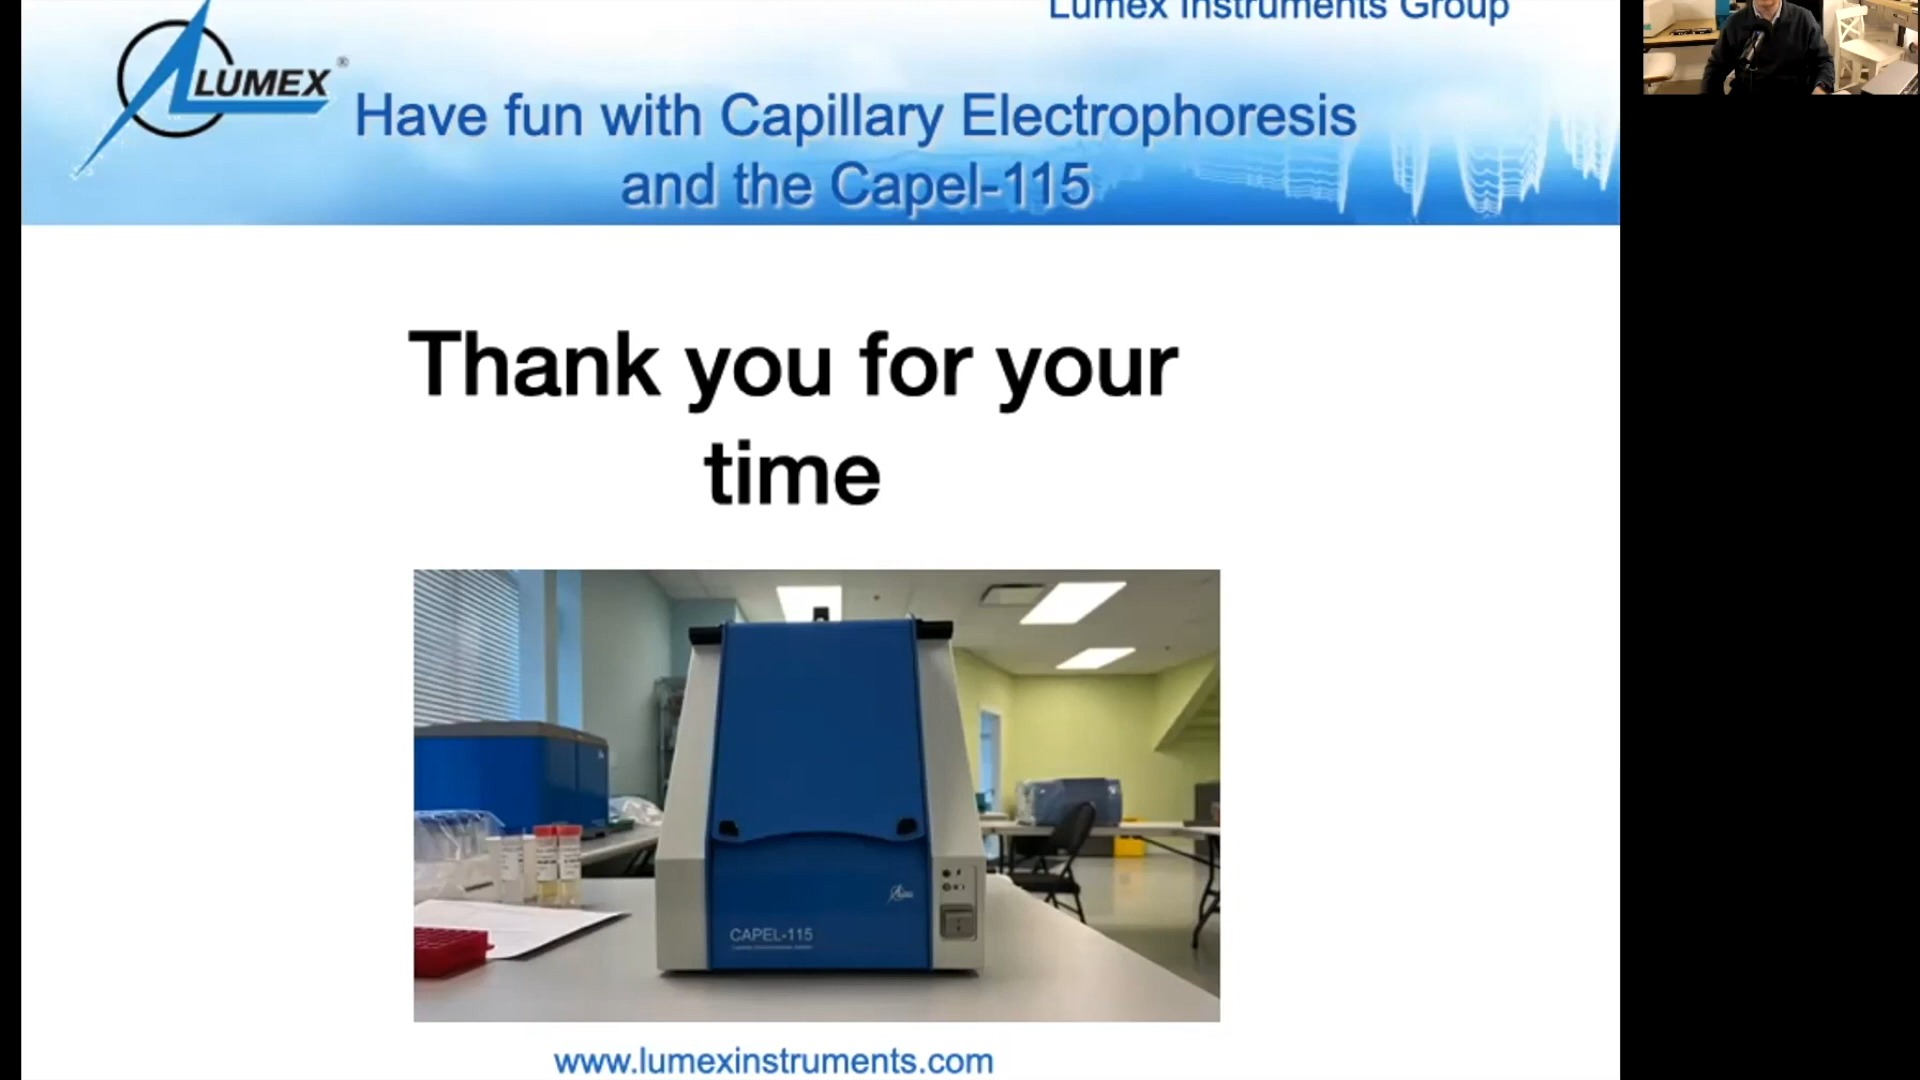 Lumex Instruments Group
LUMEX®
Have fun with Capillary Electrophoresis
and the Capel-115
Thank you for your
time
CAPEL-115
www.lumexinstruments.com